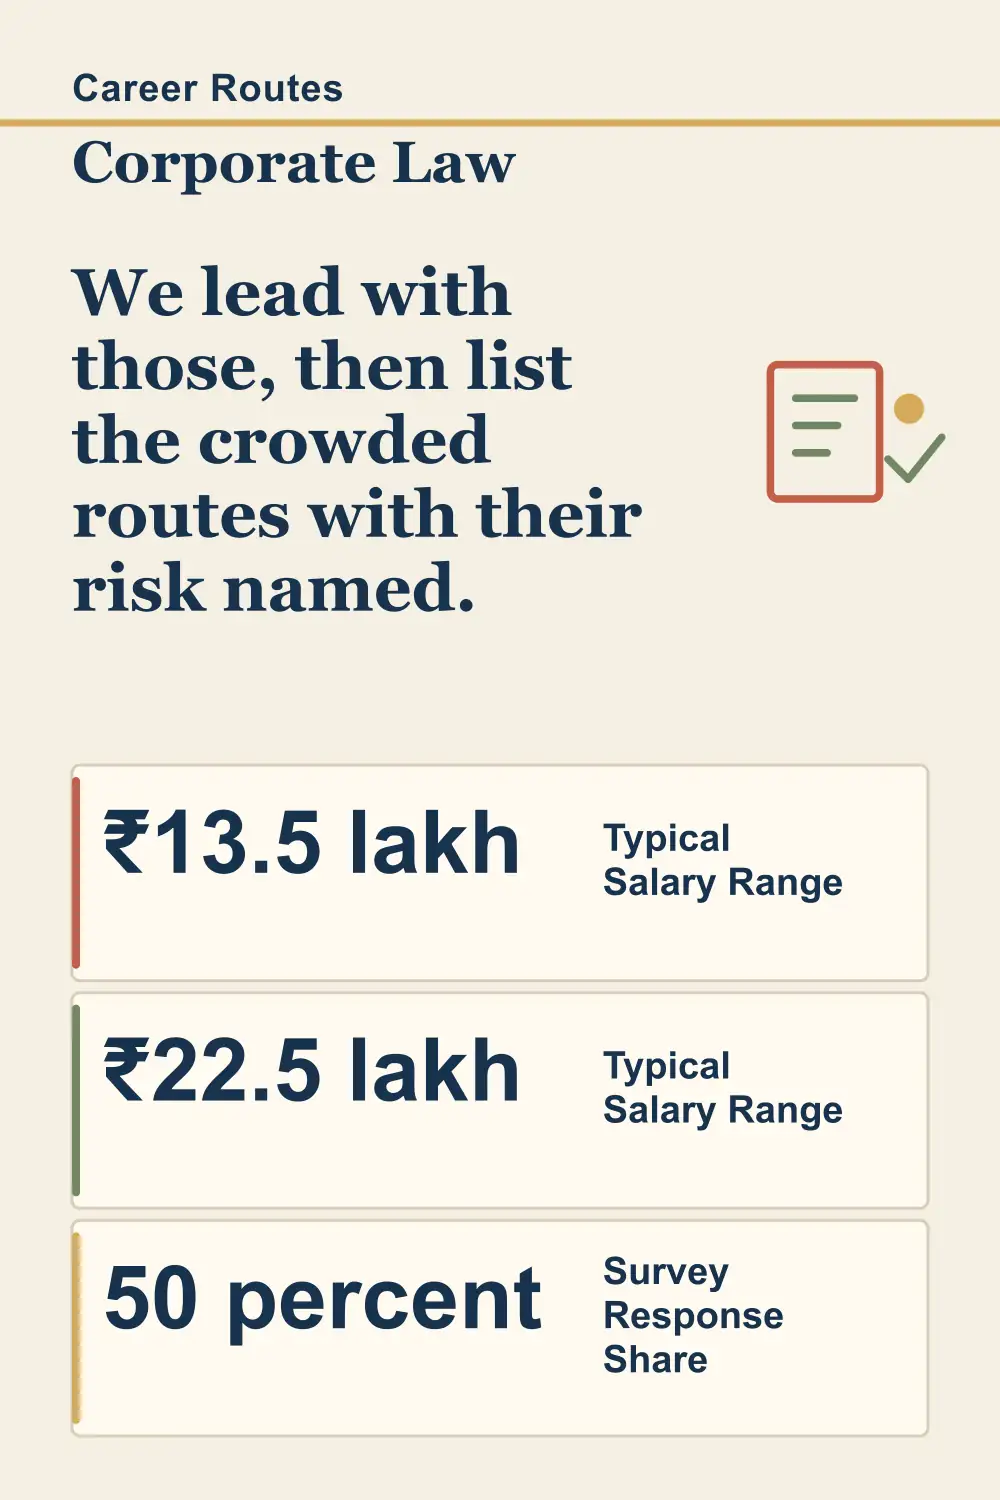 Career Routes
Corporate Law
We lead with
those, then list
the crowded
routes with their
risk named.
₹13.5 lakh
Typical
Salary Range
₹22.5 lakh
Typical
Salary Range
50 percent
Survey
Response
Share